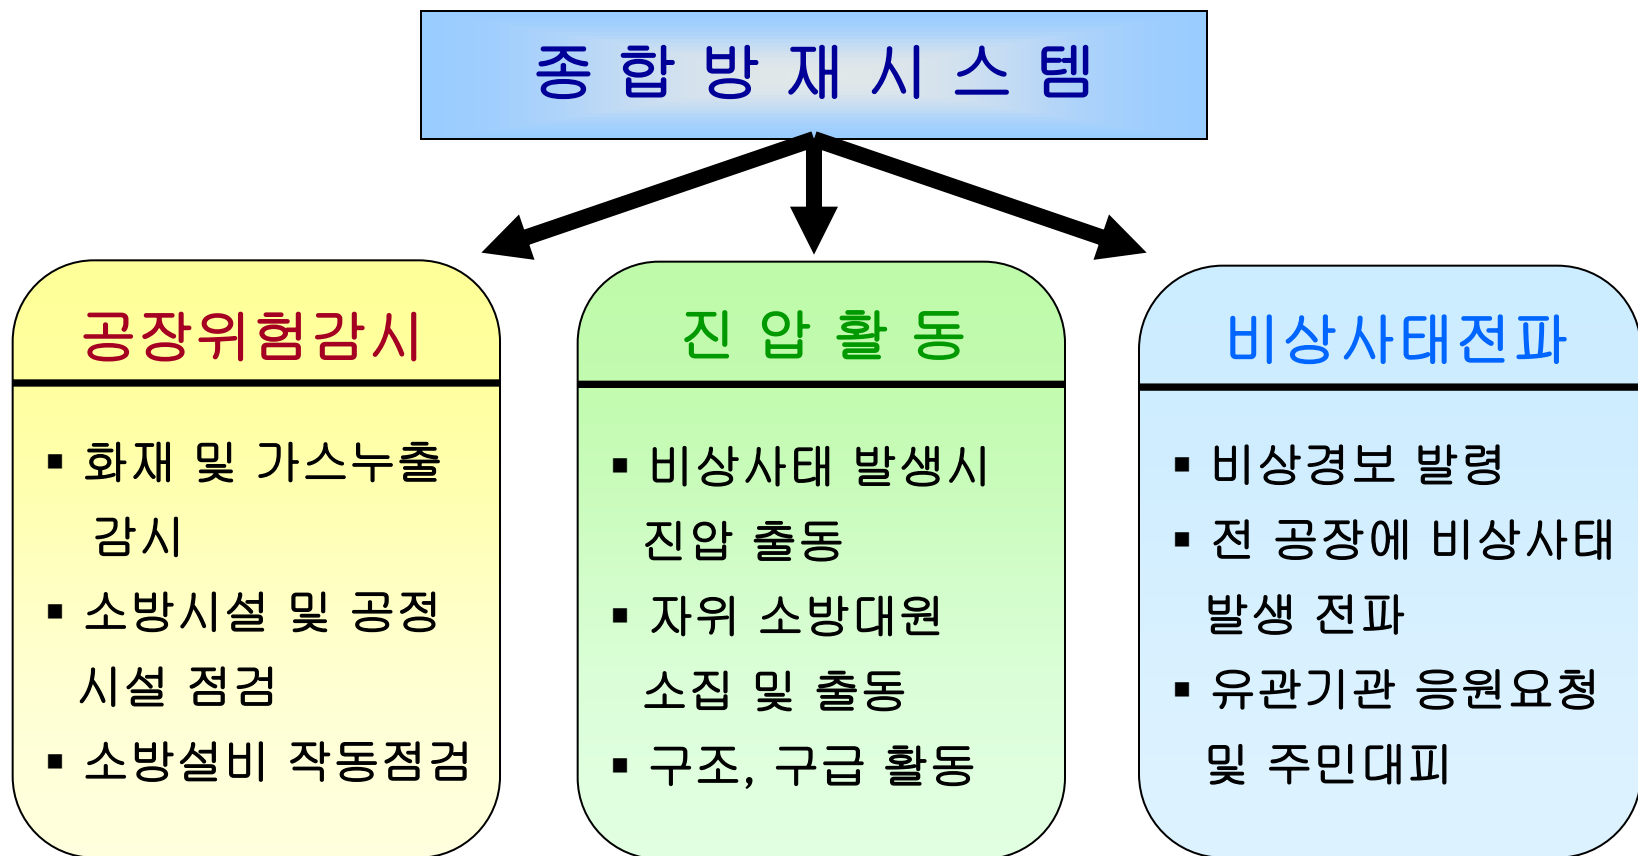 종합방재시스템
공장위험감시
▪ 화재 및 가스누출
감시
▪ 소방시설 및 공정
시설 점검
▪ 소방설비 작동점검
진압활동
▪ 비상사태 발생시
진압 출동
▪ 자위 소방대원
소집 및 출동
▪ 구조, 구급 활동
비상사태전파
▪ 비상경보 발령
▪ 전 공장에 비상사태
발생 전파
▪ 유관기관 응원요청
및 주민대피